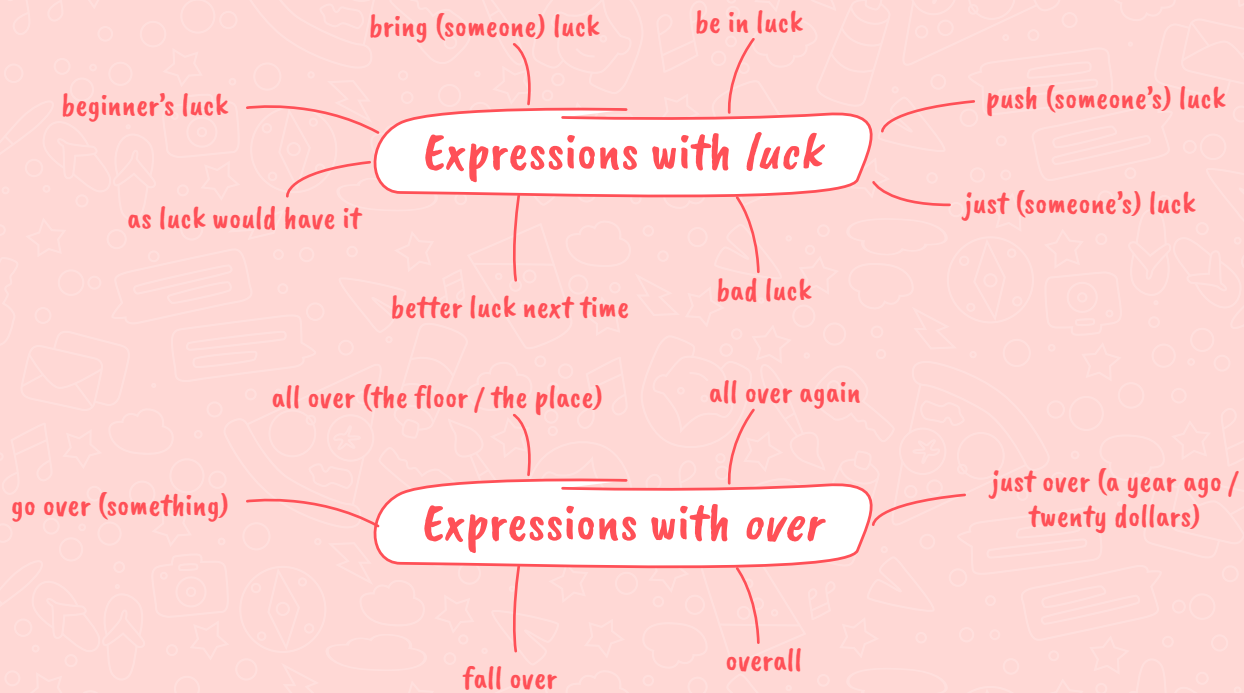 bring (someone) luck
be in luck
beginner's luck
push (someone's) luck
Expressions with luck
as luck would have it
just (someone's) luck
better luck next time
bad luck
all over (the floor / the place)
all over again
go over (something)
just over (a year ago /
twenty dollars)
Expressions with over
fall over
overall